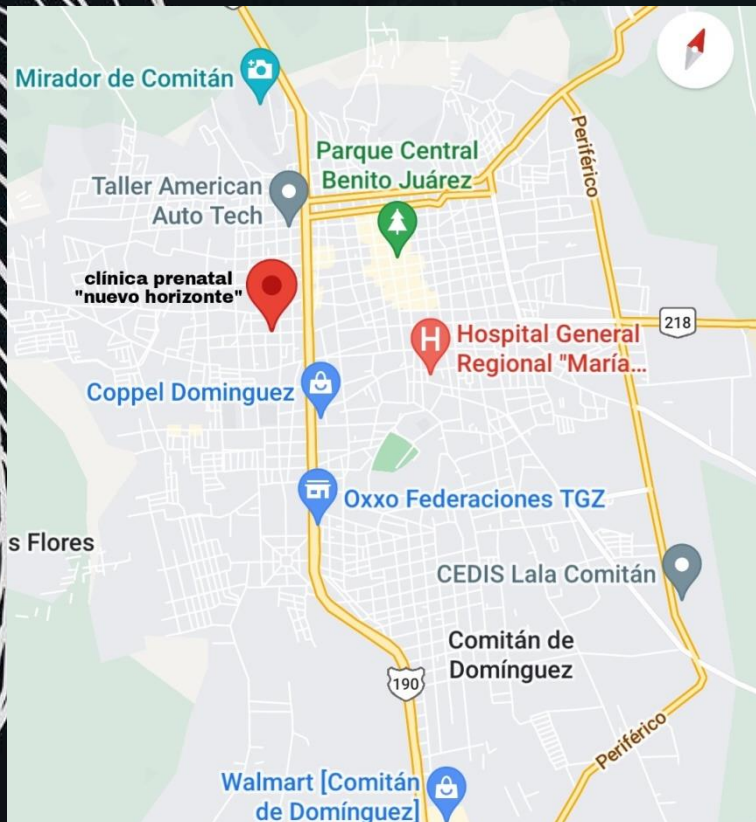 Mirador de Comitán
Parque Central
Benito Juárez
Periférico
Taller American
Auto Tech
clínica prenatal
"nuevo horizonte"
218
H
Hospital General
Regional "María...
Coppel Dominguez
Oxxo Federaciones TGZ
s Flores
CEDIS Lala Comitán
Comitán de
Domínguez
190
Periférico
Walmart [Comitán
de Domínguez]